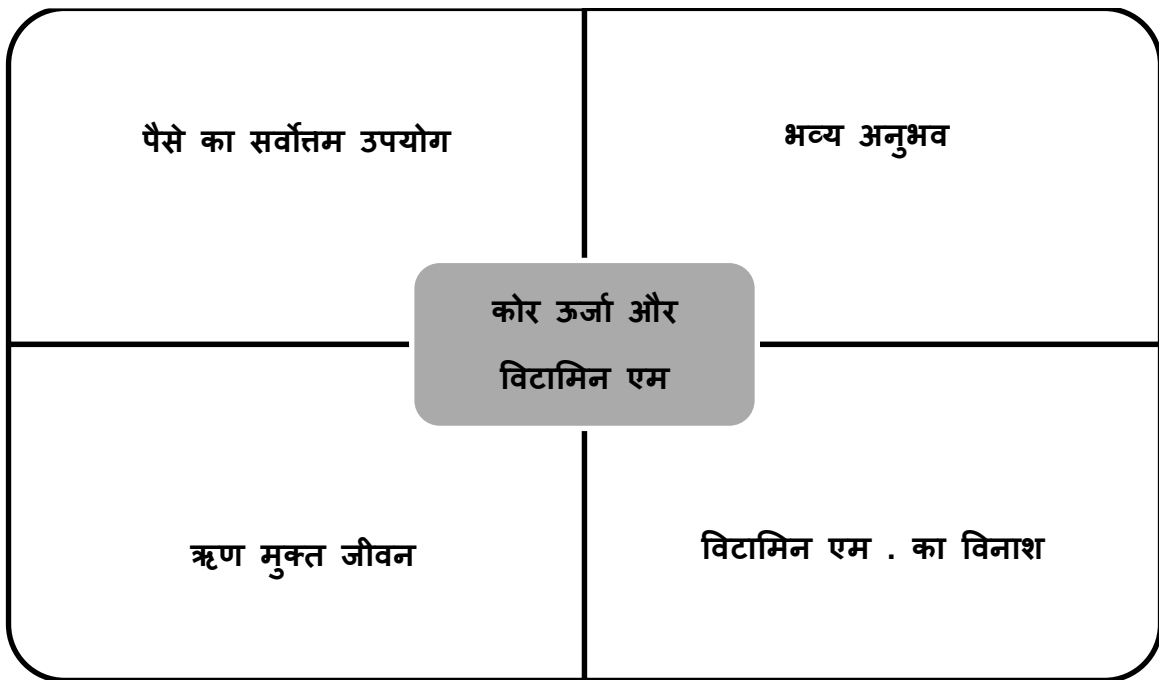 पैसे का सर्वोत्तम उपयोग
भव्य अनुभव
कोर ऊर्जा और
विटामिन एम
ऋण मुक्त जीवन
विटामिन एम . का विनाश